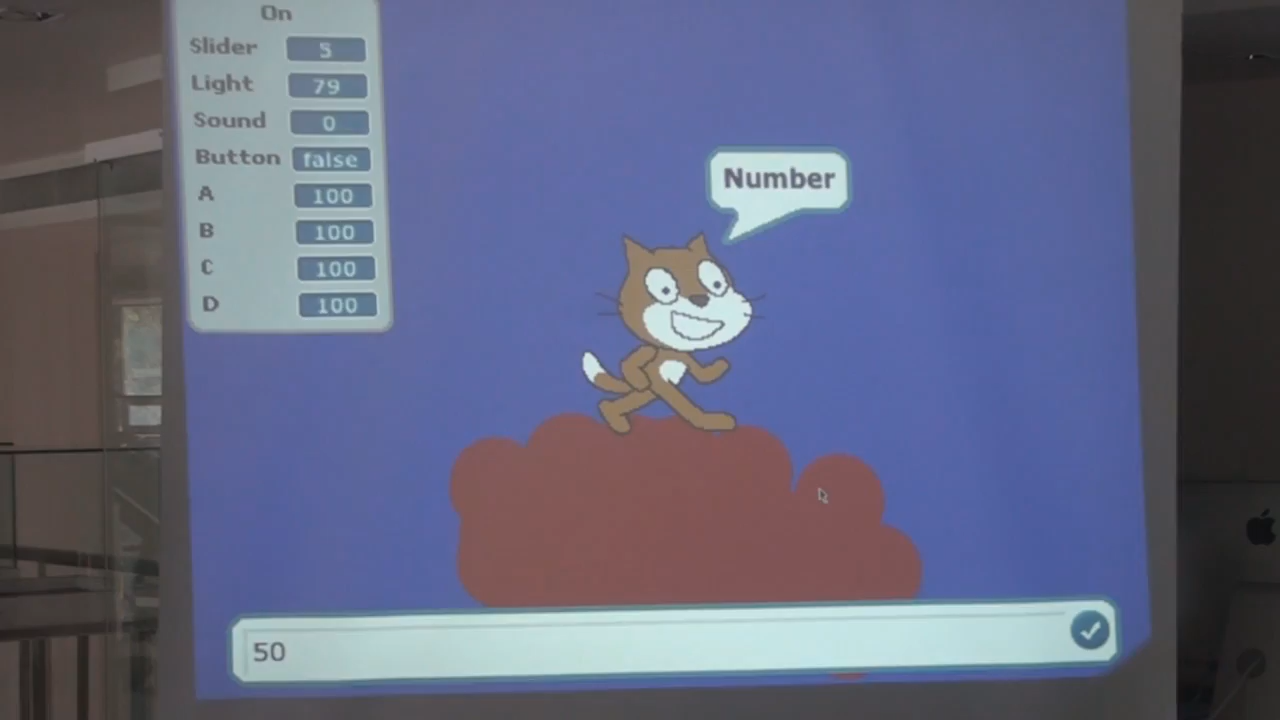 On
Slider 5
Light 79
Sound 0
Button false
A 100
B 100
C 100
D 100
Number
50